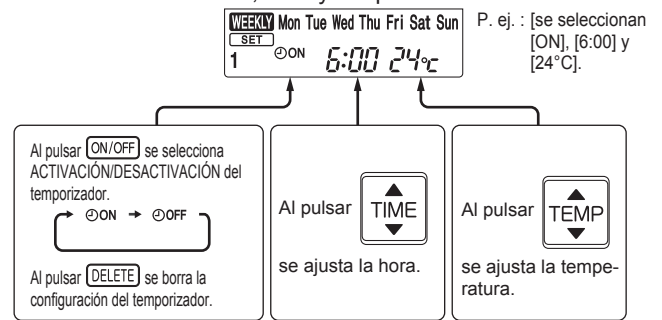 WEEKLY Mon Tue Wed Thu Fri Sat Sun
SET
1 ON 6:00 24°C
P. ej. : [se seleccionan
[ON], [6:00] y
[24°C].
Al pulsar ON/OFF se selecciona
ACTIVACIÓN/DESACTIVACIÓN del
temporizador.
ON → OFF
Al pulsar DELETE se borra la
configuración del temporizador.
Al pulsar TIME
se ajusta la hora.
Al pulsar TEMP
se ajusta la tempe-
ratura.